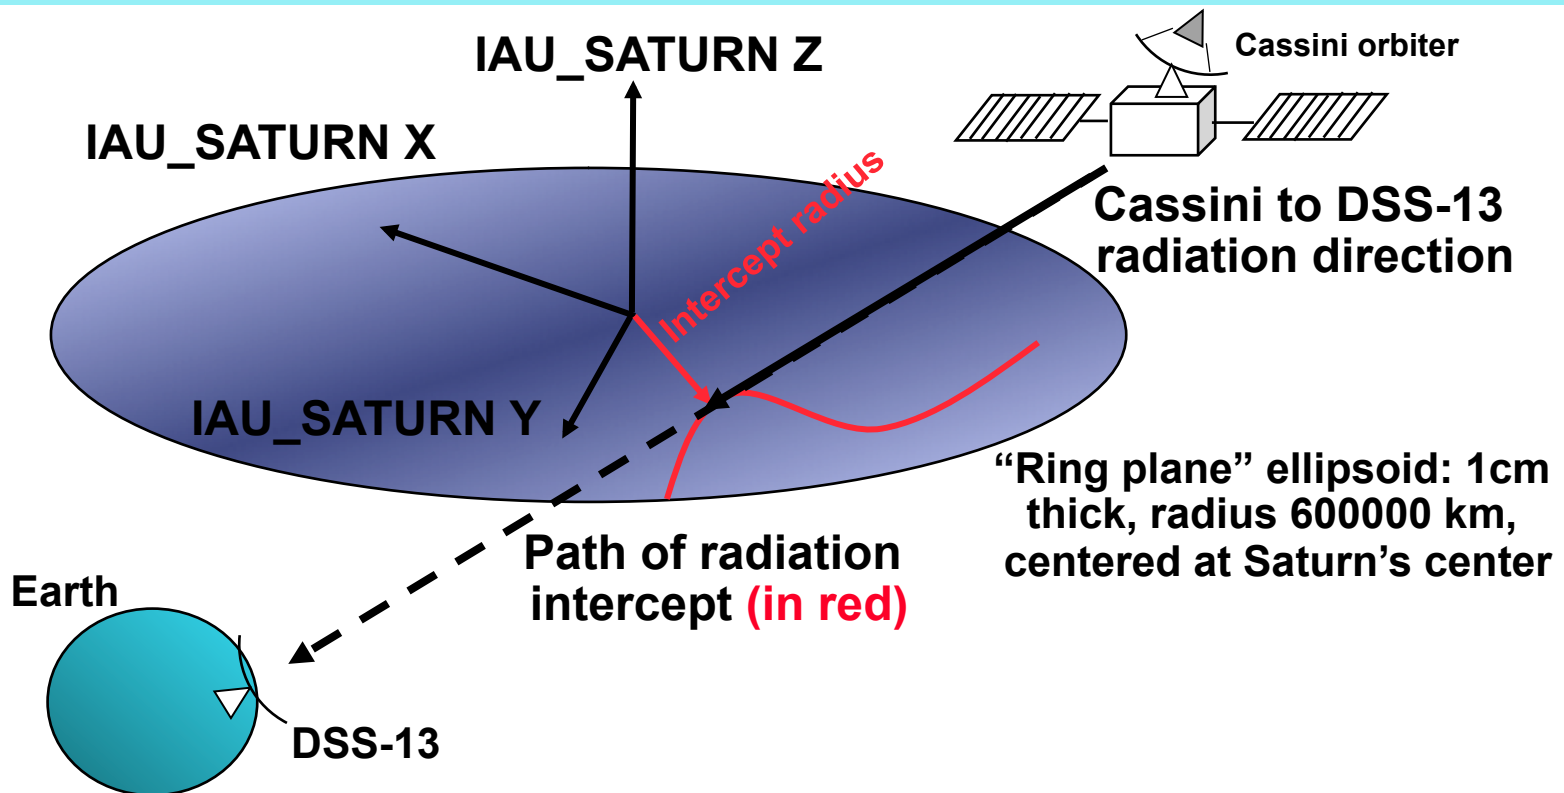 IAU_SATURN Z
Cassini orbiter
IAU_SATURN X
Intercept radius
Cassini to DSS-13
radiation direction
IAU_SATURN Y
“Ring plane” ellipsoid: 1cm
thick, radius 600000 km,
centered at Saturn’s center
Path of radiation
intercept (in red)
Earth
DSS-13